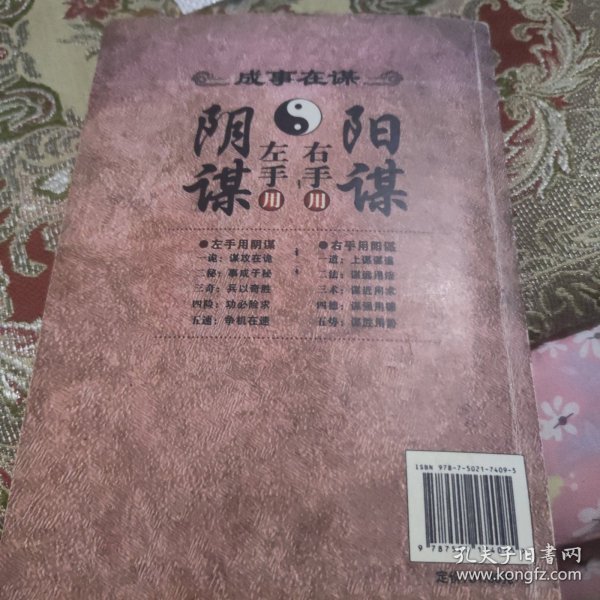 成事在谋
阴谋
左手用
右手用
阳谋
●左手用阴谋
一诡：谋攻在诡
二秘：事成于秘
三奇：兵以奇胜
四险：功必险求
五速：争机在速
●右手用阳谋
一道：上谋谋道
二法：谋远用法
三术：谋近用术
四德：谋强用德
五势：谋胜用势
ISBN 978-7-5021-7409-5
9 787502
定价
孔夫子旧书网
www.kongfz.com